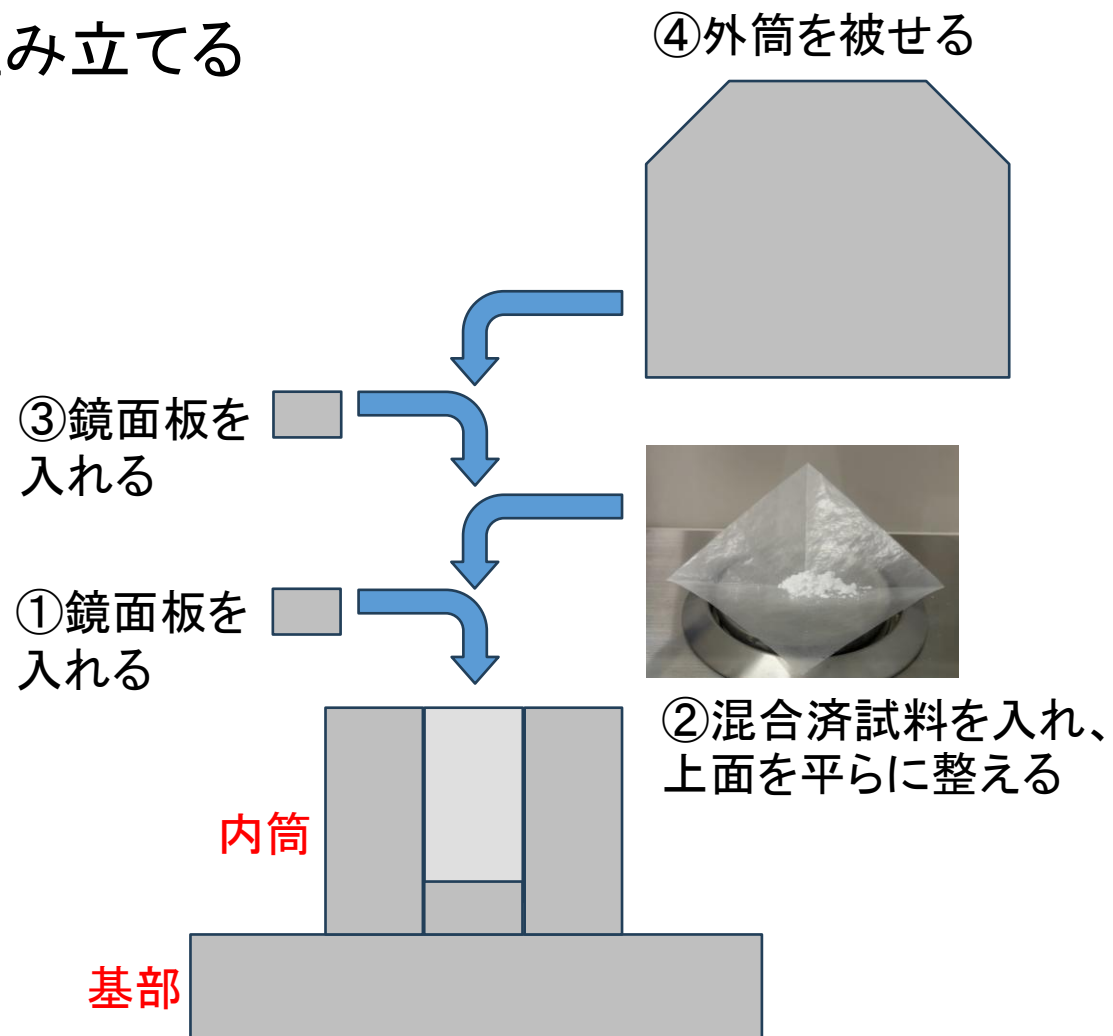 み立てる
④外筒を被せる
③鏡面板を
入れる
①鏡面板を
入れる
②混合済試料を入れ、
上面を平らに整える
内筒
基部